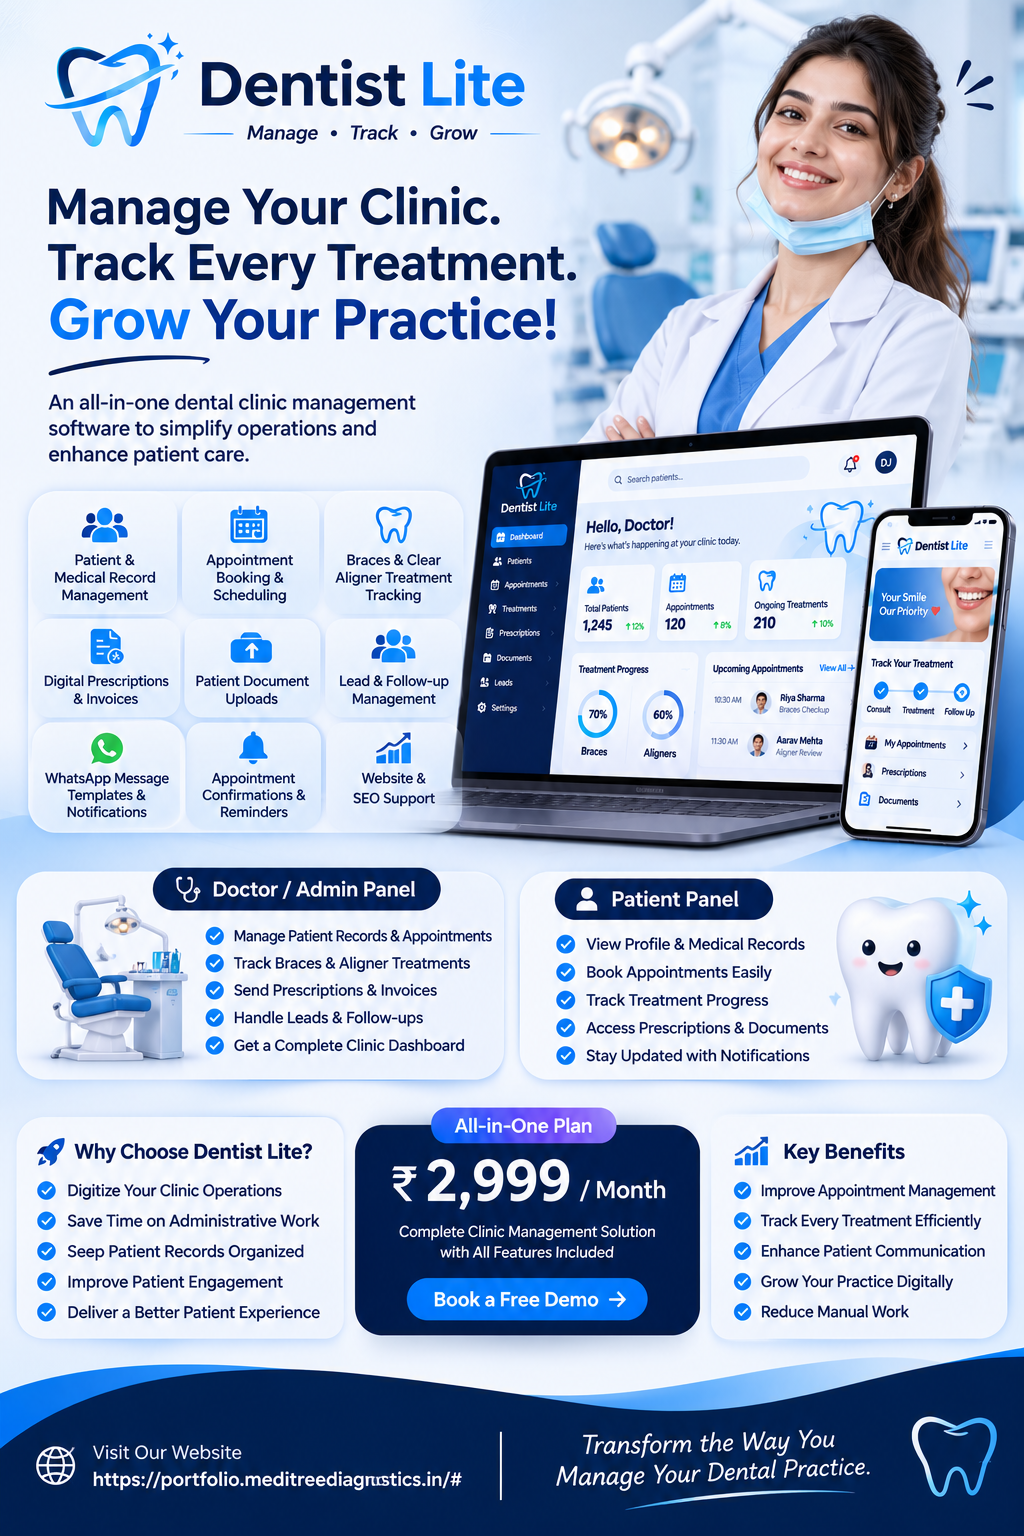 Dentist Lite
Manage • Track • Grow
Manage Your Clinic.
Track Every Treatment.
Grow Your Practice!
An all-in-one dental clinic management
software to simplify operations and
enhance patient care.
Patient &
Medical Record
Management
Appointment
Booking &
Scheduling
Braces & Clear
Aligner Treatment
Tracking
Digital Prescriptions
& Invoices
Patient Document
Uploads
Lead & Follow-up
Management
WhatsApp Message
Templates &
Notifications
Appointment
Confirmations &
Reminders
Website &
SEO Support
Dentist Lite
Dashboard
Patients
Appointments
Treatments
Prescriptions
Documents
Leads
Settings
Search patients...
DJ
Hello, Doctor!
Here's what's happening at your clinic today.
Total Patients
1,245 ↑ 12%
Appointments
120 ↑ 8%
Ongoing Treatments
210 ↑ 10%
Treatment Progress
70%
Braces
60%
Aligners
Upcoming Appointments View All →
10:30 AM
Riya Sharma
Braces Checkup
11:30 AM
Aarav Mehta
Aligner Review
Dentist Lite
Your Smile
Our Priority
Track Your Treatment
Consult
Treatment
Follow Up
My Appointments
Prescriptions
Documents
Doctor / Admin Panel
Manage Patient Records & Appointments
Track Braces & Aligner Treatments
Send Prescriptions & Invoices
Handle Leads & Follow-ups
Get a Complete Clinic Dashboard
Patient Panel
View Profile & Medical Records
Book Appointments Easily
Track Treatment Progress
Access Prescriptions & Documents
Stay Updated with Notifications
Why Choose Dentist Lite?
Digitize Your Clinic Operations
Save Time on Administrative Work
Seep Patient Records Organized
Improve Patient Engagement
Deliver a Better Patient Experience
All-in-One Plan
₹ 2,999 / Month
Complete Clinic Management Solution
with All Features Included
Book a Free Demo →
Key Benefits
Improve Appointment Management
Track Every Treatment Efficiently
Enhance Patient Communication
Grow Your Practice Digitally
Reduce Manual Work
Visit Our Website
https://portfolio.meditreediagnostics.in/#
Transform the Way You
Manage Your Dental Practice.